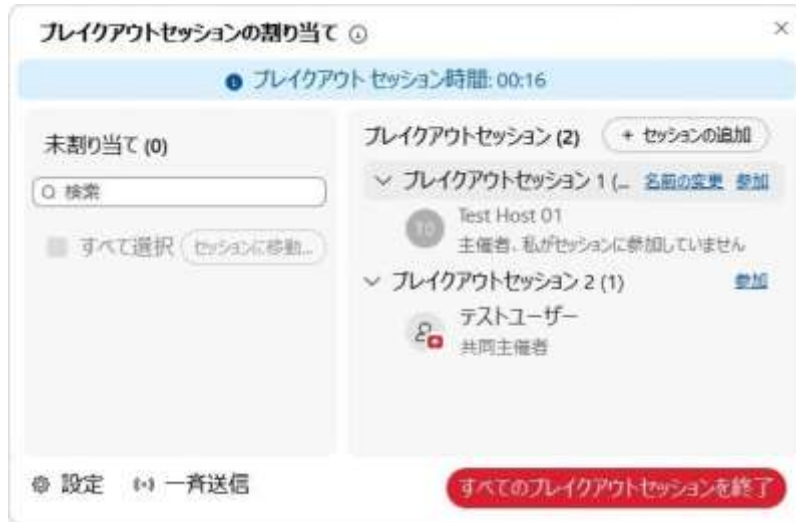 ブレイクアウトセッションの割り当て
ブレイクアウト セッション時間: 00:16
未割り当て (0)
検索
すべて選択 セッションに移動...
ブレイクアウトセッション (2) + セッションの追加
ブレイクアウトセッション 1 (... 名前の変更 参加
TO Test Host 01
主催者、私がセッションに参加していません
ブレイクアウトセッション 2 (1) 参加
テストユーザー
共同主催者
設定 一斉送信 すべてのブレイクアウトセッションを終了